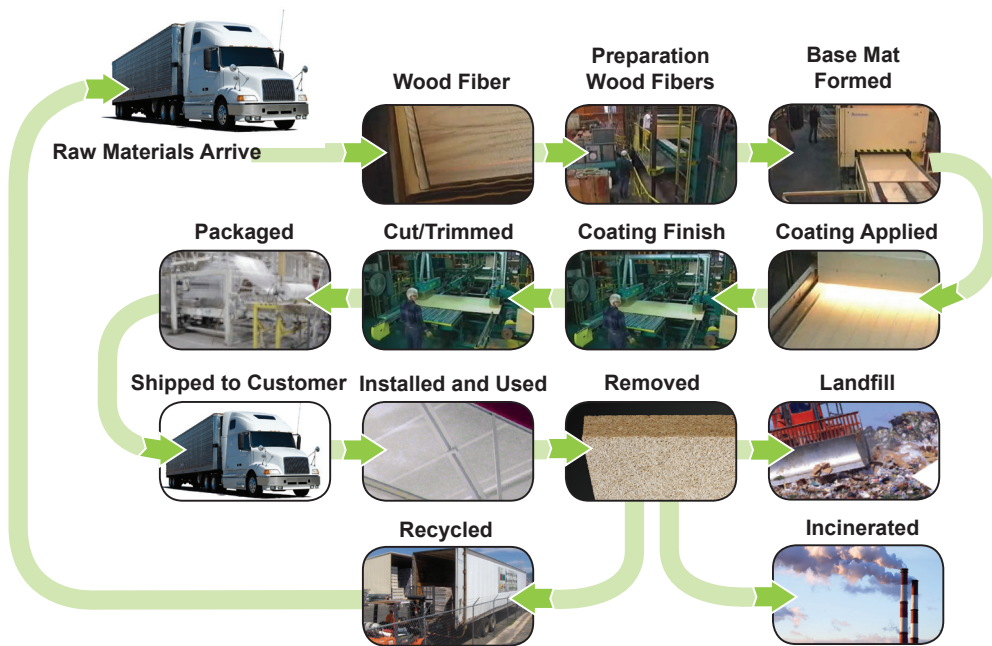 Raw Materials Arrive
Wood Fiber
Preparation
Wood Fibers
Base Mat
Formed
Coating Applied
Coating Finish
Cut/Trimmed
Packaged
Shipped to Customer
Installed and Used
Removed
Landfill
Recycled
Incinerated